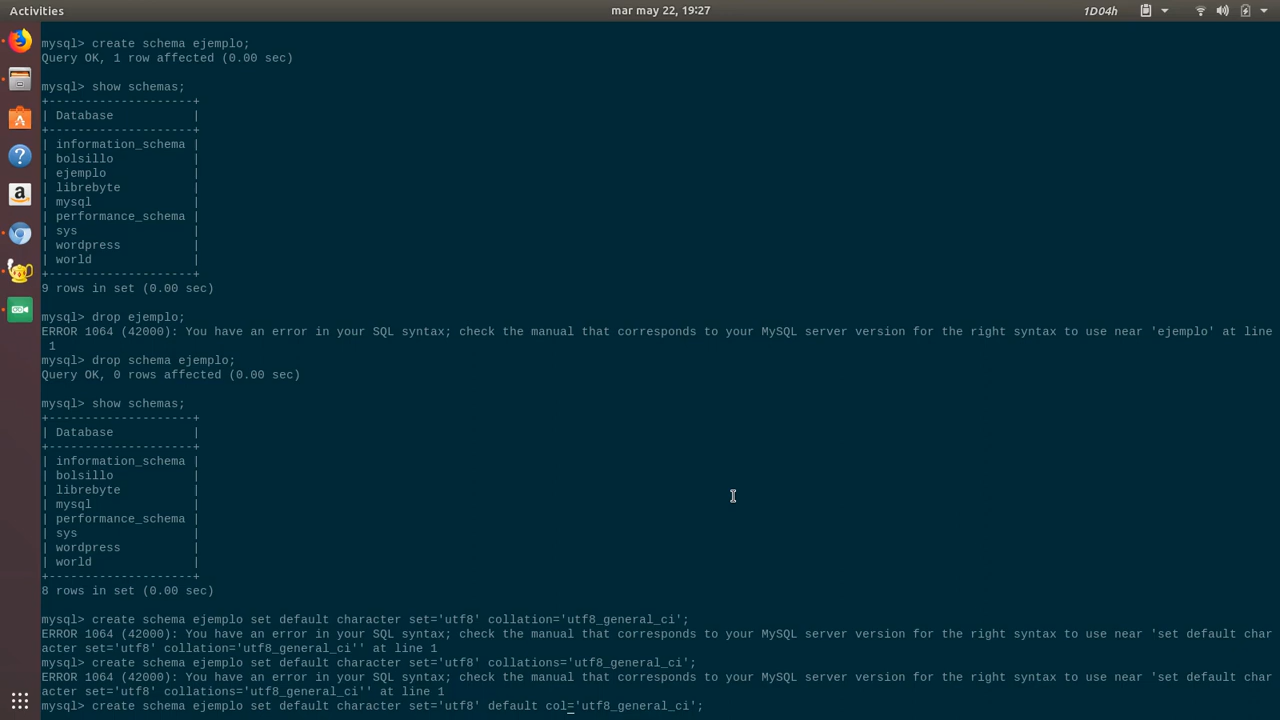 Activities
mar may 22, 19:27
1D04h
mysql> create schema ejemplo;
Query OK, 1 row affected (0.00 sec)
mysql> show schemas;
+--------------------+
| Database           |
+--------------------+
| information_schema |
| bolsillo           |
| ejemplo            |
| librebyte          |
| mysql              |
| performance_schema |
| sys                |
| wordpress          |
| world              |
+--------------------+
9 rows in set (0.00 sec)
mysql> drop ejemplo;
ERROR 1064 (42000): You have an error in your SQL syntax; check the manual that corresponds to your MySQL server version for the right syntax to use near 'ejemplo' at line
 1
mysql> drop schema ejemplo;
Query OK, 0 rows affected (0.00 sec)
mysql> show schemas;
+--------------------+
| Database           |
+--------------------+
| information_schema |
| bolsillo           |
| librebyte          |
| mysql              |
| performance_schema |
| sys                |
| wordpress          |
| world              |
+--------------------+
8 rows in set (0.00 sec)
mysql> create schema ejemplo set default character set='utf8' collation='utf8_general_ci';
ERROR 1064 (42000): You have an error in your SQL syntax; check the manual that corresponds to your MySQL server version for the right syntax to use near 'set default char
acter set='utf8' collation='utf8_general_ci'' at line 1
mysql> create schema ejemplo set default character set='utf8' collations='utf8_general_ci';
ERROR 1064 (42000): You have an error in your SQL syntax; check the manual that corresponds to your MySQL server version for the right syntax to use near 'set default char
acter set='utf8' collations='utf8_general_ci'' at line 1
mysql> create schema ejemplo set default character set='utf8' default col='utf8_general_ci';